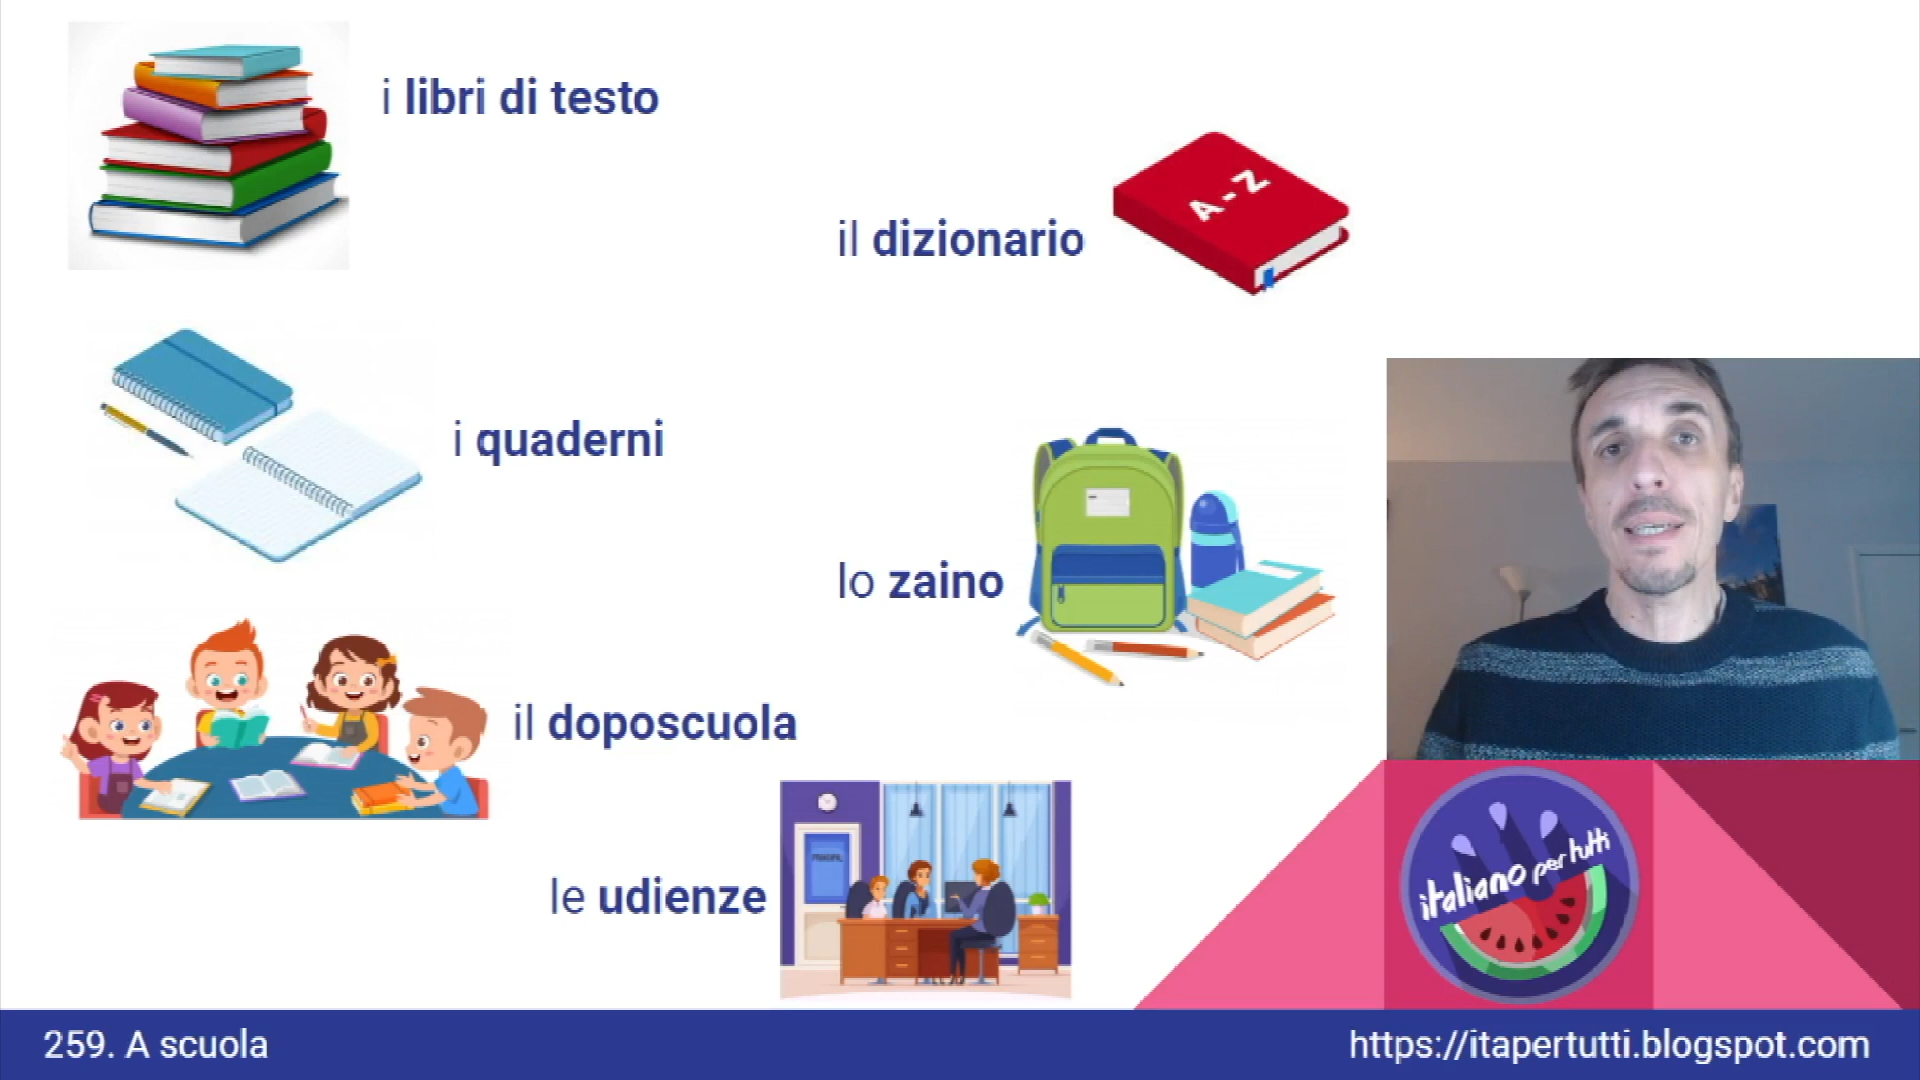 i libri di testo
il dizionario
A - Z
i quaderni
lo zaino
il doposcuola
le udienze
italiano per tutti
259. A scuola
https://itapertutti.blogspot.com